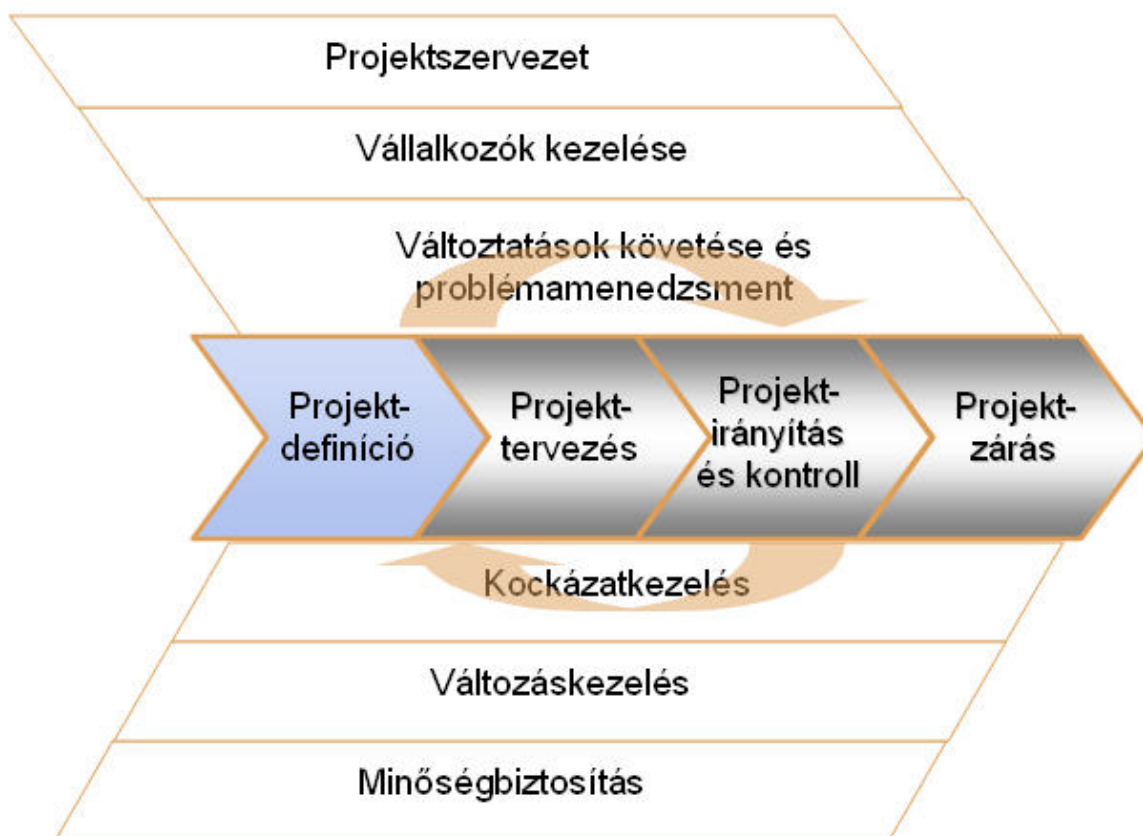 Projektszervezet
Vállalkozók kezelése
Változtatások követése és
problémamenedzsment
Projekt-
definíció
Projekt-
tervezés
Projekt-
irányítás
és kontroll
Projekt-
zárás
Kockázatkezelés
Változáskezelés
Minőségbiztosítás